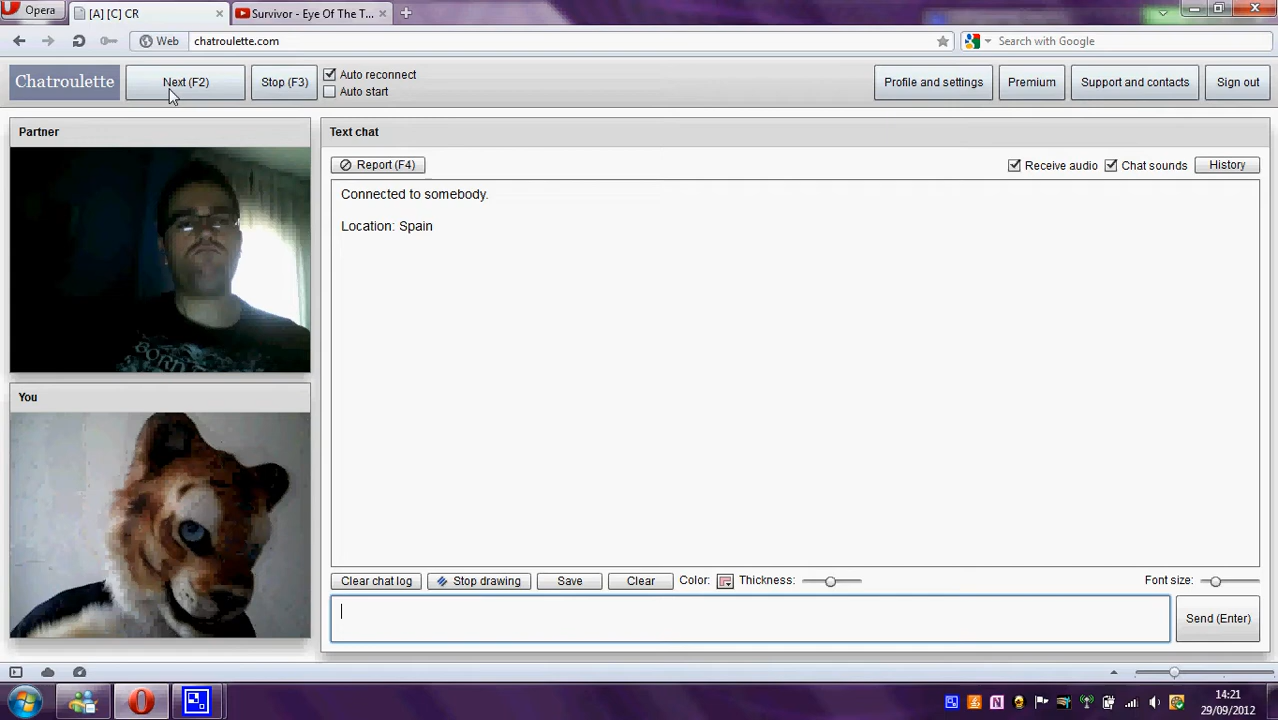 Opera
[A] [C] CR
Survivor - Eye Of The T...
Web
chatroulette.com
Search with Google
Chatroulette
Next (F2)
Stop (F3)
Auto reconnect
Auto start
Profile and settings
Premium
Support and contacts
Sign out
Partner
BORN
You
Text chat
Report (F4)
Receive audio
Chat sounds
History
Connected to somebody.
Location: Spain
Clear chat log
Stop drawing
Save
Clear
Color:
Thickness:
Font size:
Send (Enter)
14:21
29/09/2012